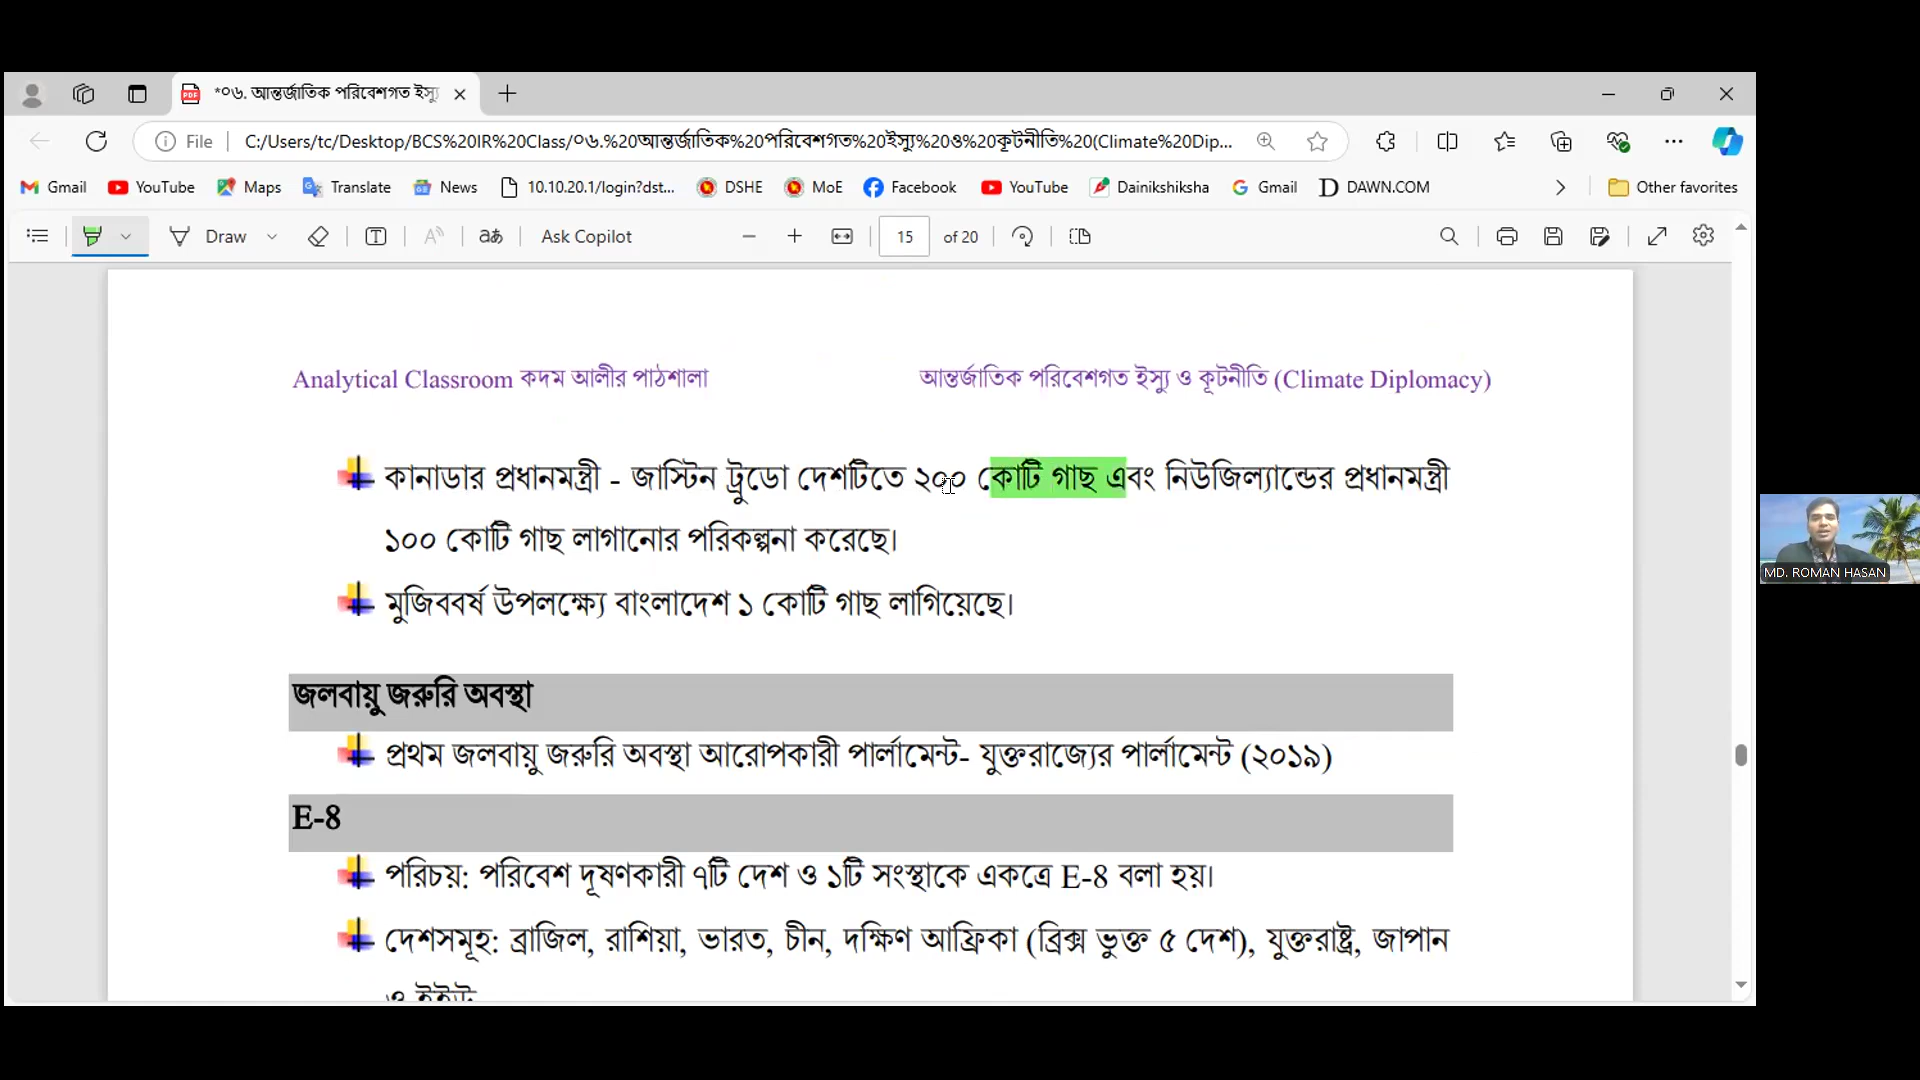 *০৬. আন্তর্জাতিক পরিবেশগত ইস্যু
File C:/Users/tc/Desktop/BCS%20IR%20Class/০৬.%20আন্তর্জাতিক%20পরিবেশগত%20ইস্যু%20ও%20কূটনীতি%20(Climate%20Dip...
Gmail YouTube Maps Translate News 10.10.20.1/login?dst... DSHE MoE Facebook YouTube Dainikshiksha Gmail DAWN.COM Other favorites
Draw Ask Copilot 15 of 20
Analytical Classroom কদম আলীর পাঠশালা আন্তর্জাতিক পরিবেশগত ইস্যু ও কূটনীতি (Climate Diplomacy)
কানাডার প্রধানমন্ত্রী - জাস্টিন ট্রুডো দেশটিতে ২০০ কোটি গাছ এবং নিউজিল্যান্ডের প্রধানমন্ত্রী
১০০ কোটি গাছ লাগানোর পরিকল্পনা করেছে।
MD. ROMAN HASAN
মুজিববর্ষ উপলক্ষ্যে বাংলাদেশ ১ কোটি গাছ লাগিয়েছে।
জলবায়ু জরুরি অবস্থা
প্রথম জলবায়ু জরুরি অবস্থা আরোপকারী পার্লামেন্ট- যুক্তরাজ্যের পার্লামেন্ট (২০১৯)
E-8
পরিচয়: পরিবেশ দূষণকারী ৭টি দেশ ও ১টি সংস্থাকে একত্রে E-8 বলা হয়।
দেশসমূহ: ব্রাজিল, রাশিয়া, ভারত, চীন, দক্ষিণ আফ্রিকা (ব্রিক্স ভুক্ত ৫ দেশ), যুক্তরাষ্ট্র, জাপান
ও ইইউ